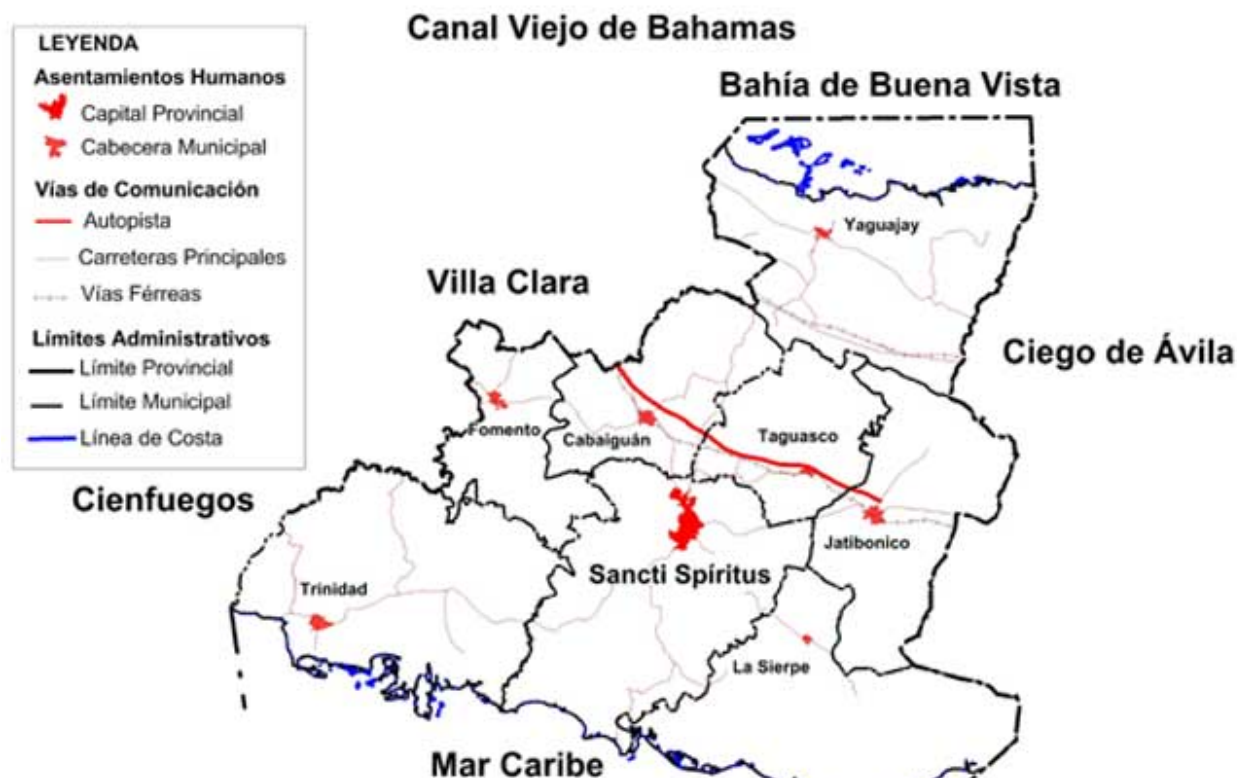 Canal Viejo de Bahamas
LEYENDA
Asentamientos Humanos
Capital Provincial
Cabecera Municipal
Vías de Comunicación
Autopista
Carreteras Principales
Vías Férreas
Límites Administrativos
Límite Provincial
Límite Municipal
Línea de Costa
Bahía de Buena Vista
Yaguajay
Villa Clara
Ciego de Ávila
Fomento
Cabaiguán
Taguasco
Cienfuegos
Jatibonico
Sancti Spíritus
Trinidad
La Sierpe
Mar Caribe